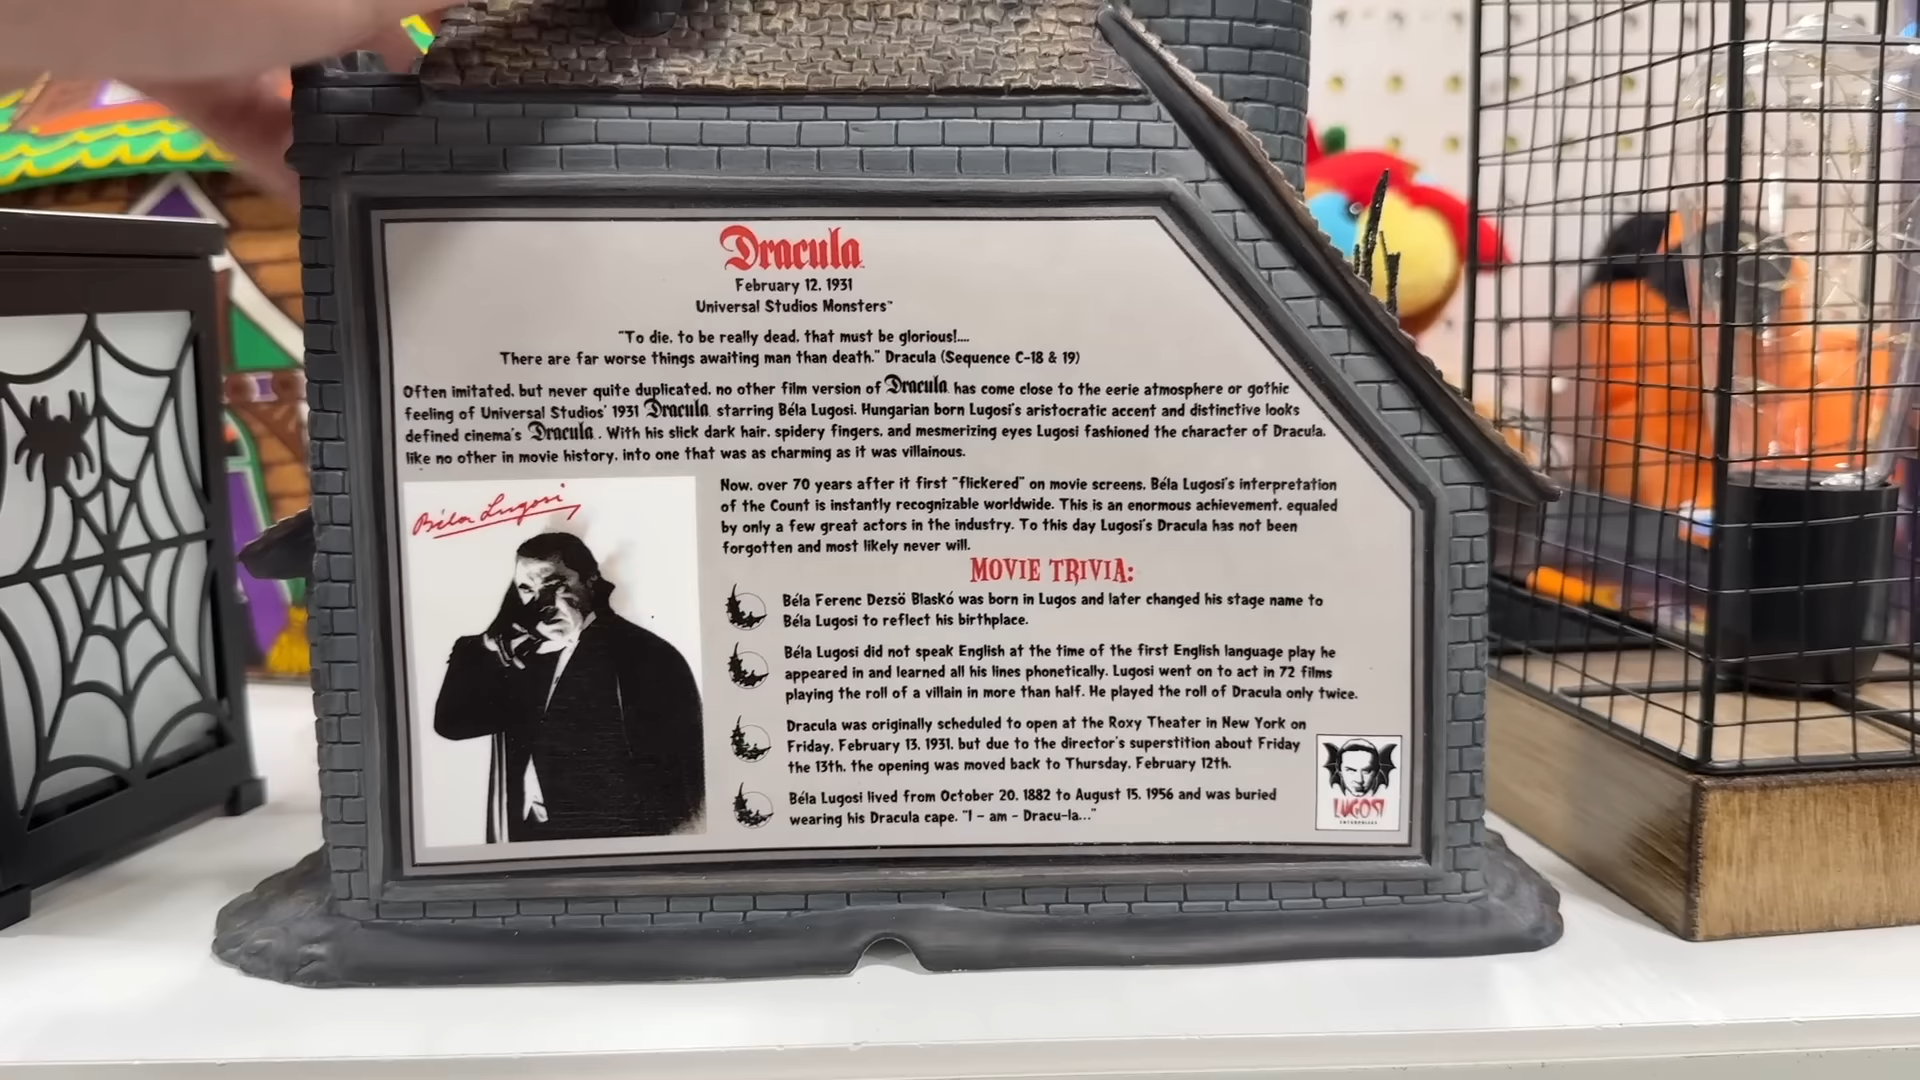 Dracula
February 12, 1931
Universal Studios Monsters™
"To die, to be really dead, that must be glorious!....
There are far worse things awaiting man than death." Dracula (Sequence C-18 & 19)
Often imitated, but never quite duplicated, no other film version of Dracula has come close to the eerie atmosphere or gothic
feeling of Universal Studios' 1931 Dracula, starring Béla Lugosi. Hungarian born Lugosi's aristocratic accent and distinctive looks
defined cinema's Dracula. With his slick dark hair, spidery fingers, and mesmerizing eyes Lugosi fashioned the character of Dracula,
like no other in movie history, into one that was as charming as it was villainous.
Béla Lugosi
Now, over 70 years after it first "flickered" on movie screens, Béla Lugosi's interpretation
of the Count is instantly recognizable worldwide. This is an enormous achievement, equaled
by only a few great actors in the industry. To this day Lugosi's Dracula has not been
forgotten and most likely never will.
MOVIE TRIVIA:
Béla Ferenc Dezsö Blaskó was born in Lugos and later changed his stage name to
Béla Lugosi to reflect his birthplace.
Béla Lugosi did not speak English at the time of the first English language play he
appeared in and learned all his lines phonetically. Lugosi went on to act in 72 films
playing the roll of a villain in more than half. He played the roll of Dracula only twice.
Dracula was originally scheduled to open at the Roxy Theater in New York on
Friday, February 13, 1931, but due to the director's superstition about Friday
the 13th, the opening was moved back to Thursday, February 12th.
Béla Lugosi lived from October 20, 1882 to August 15, 1956 and was buried
wearing his Dracula cape. "I - am - Dracu-la..."
LUGOSI
ENTERPRISES